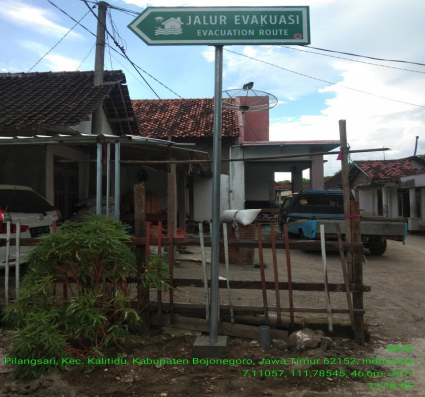 JALUR EVAKUASI
EVACUATION ROUTE
Pilangsari, Kec. Kalitidu, Kabupaten Bojonegoro, Jawa Timur 62152, Indonesia
7,11057, 111,78545, 46,6m,